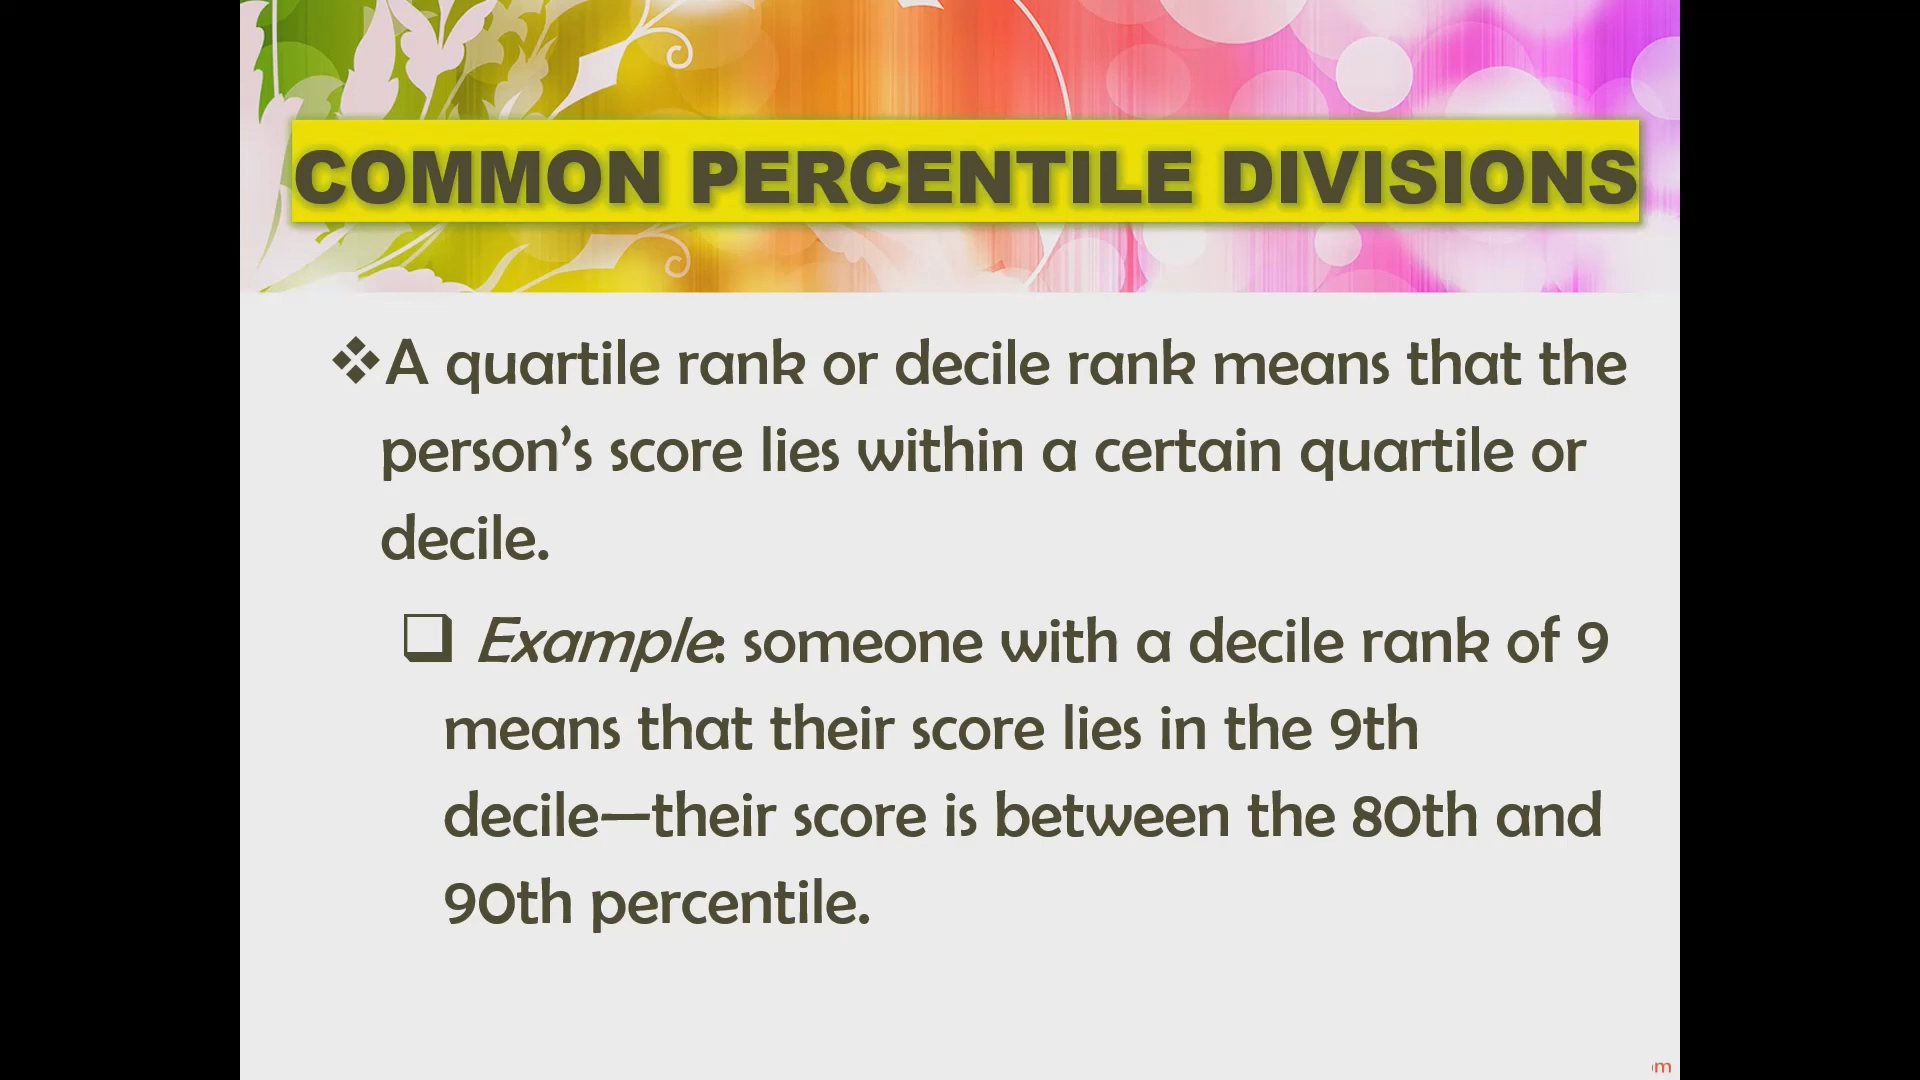 COMMON PERCENTILE DIVISIONS
❖A quartile rank or decile rank means that the
person’s score lies within a certain quartile or
decile.
❑ Example: someone with a decile rank of 9
means that their score lies in the 9th
decile—their score is between the 80th and
90th percentile.